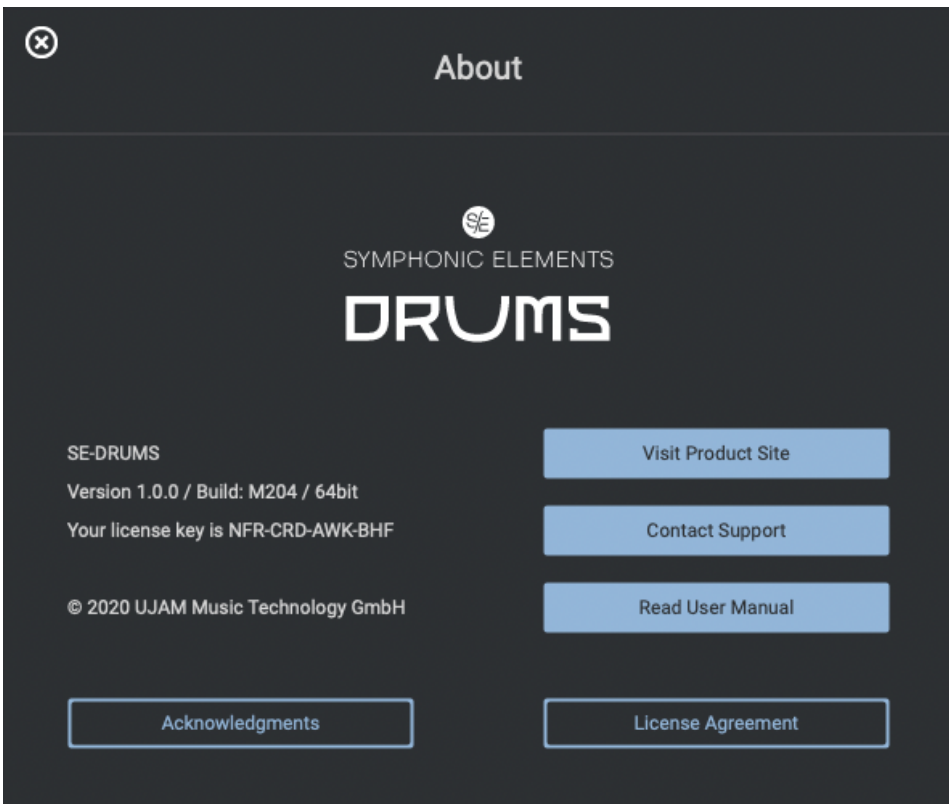 About
S/E
SYMPHONIC ELEMENTS
DRUMS
SE-DRUMS
Version 1.0.0 / Build: M204 / 64bit
Your license key is NFR-CRD-AWK-BHF
© 2020 UJAM Music Technology GmbH
Visit Product Site
Contact Support
Read User Manual
Acknowledgments
License Agreement